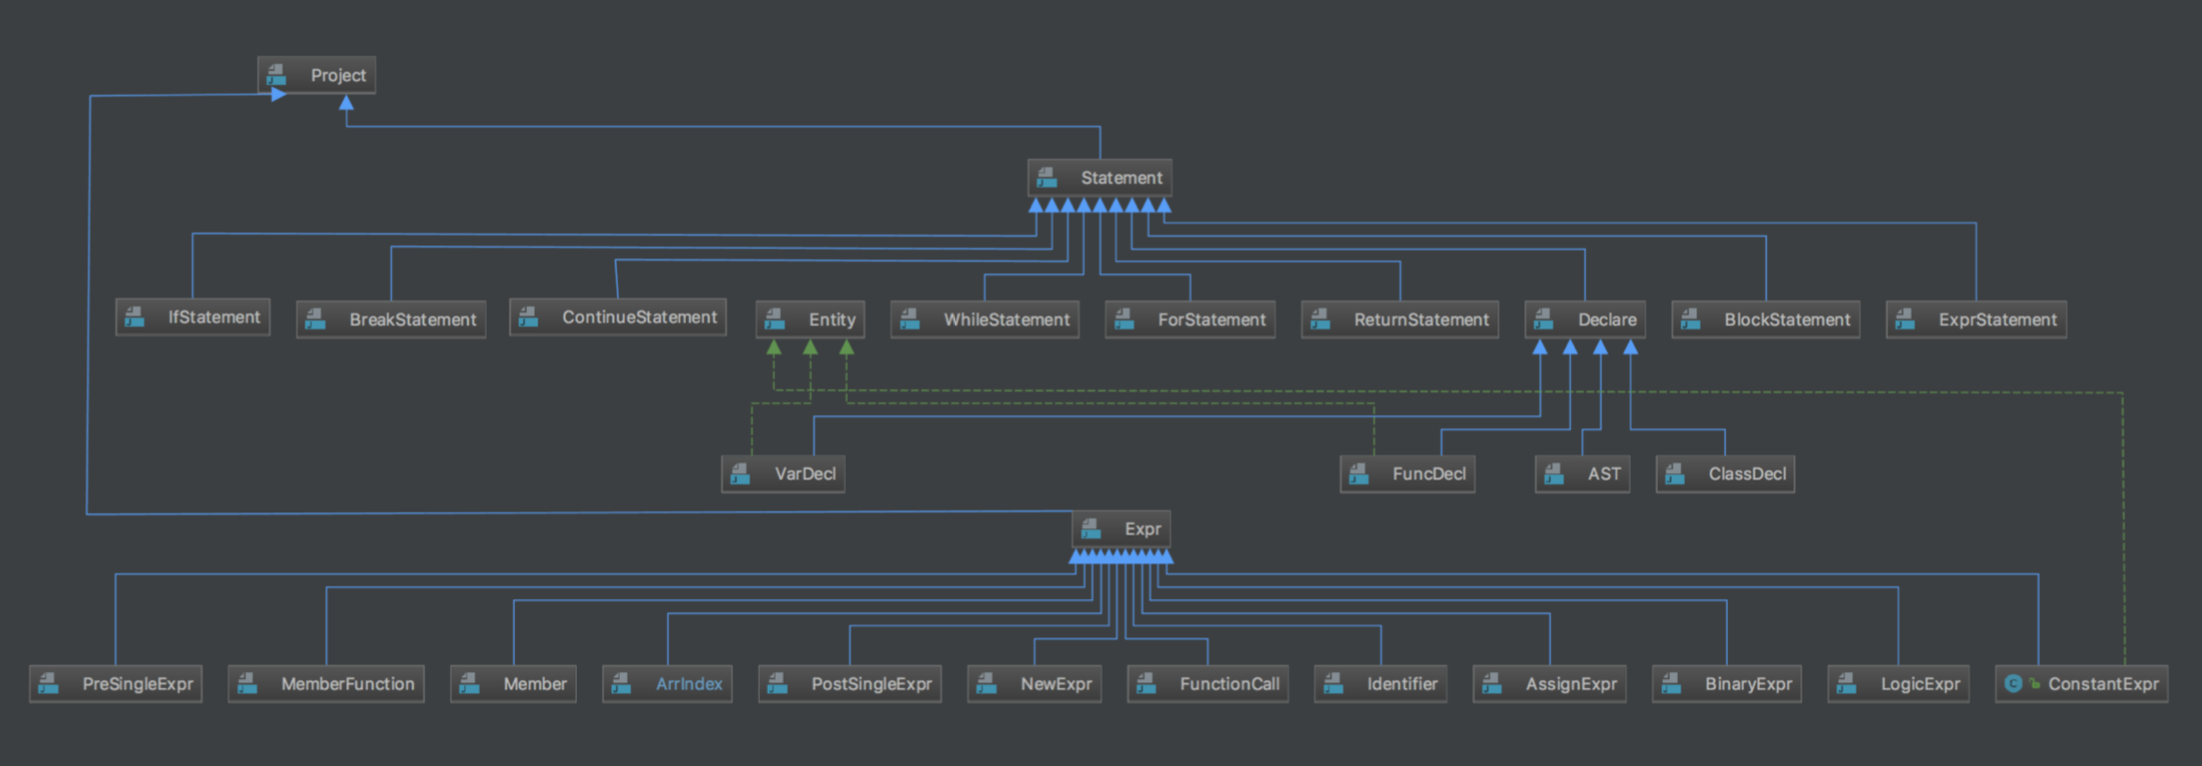 Project
Statement
IfStatement
BreakStatement
ContinueStatement
Entity
WhileStatement
ForStatement
ReturnStatement
Declare
BlockStatement
ExprStatement
VarDecl
FuncDecl
AST
ClassDecl
Expr
PreSingleExpr
MemberFunction
Member
ArrIndex
PostSingleExpr
NewExpr
FunctionCall
Identifier
AssignExpr
BinaryExpr
LogicExpr
ConstantExpr